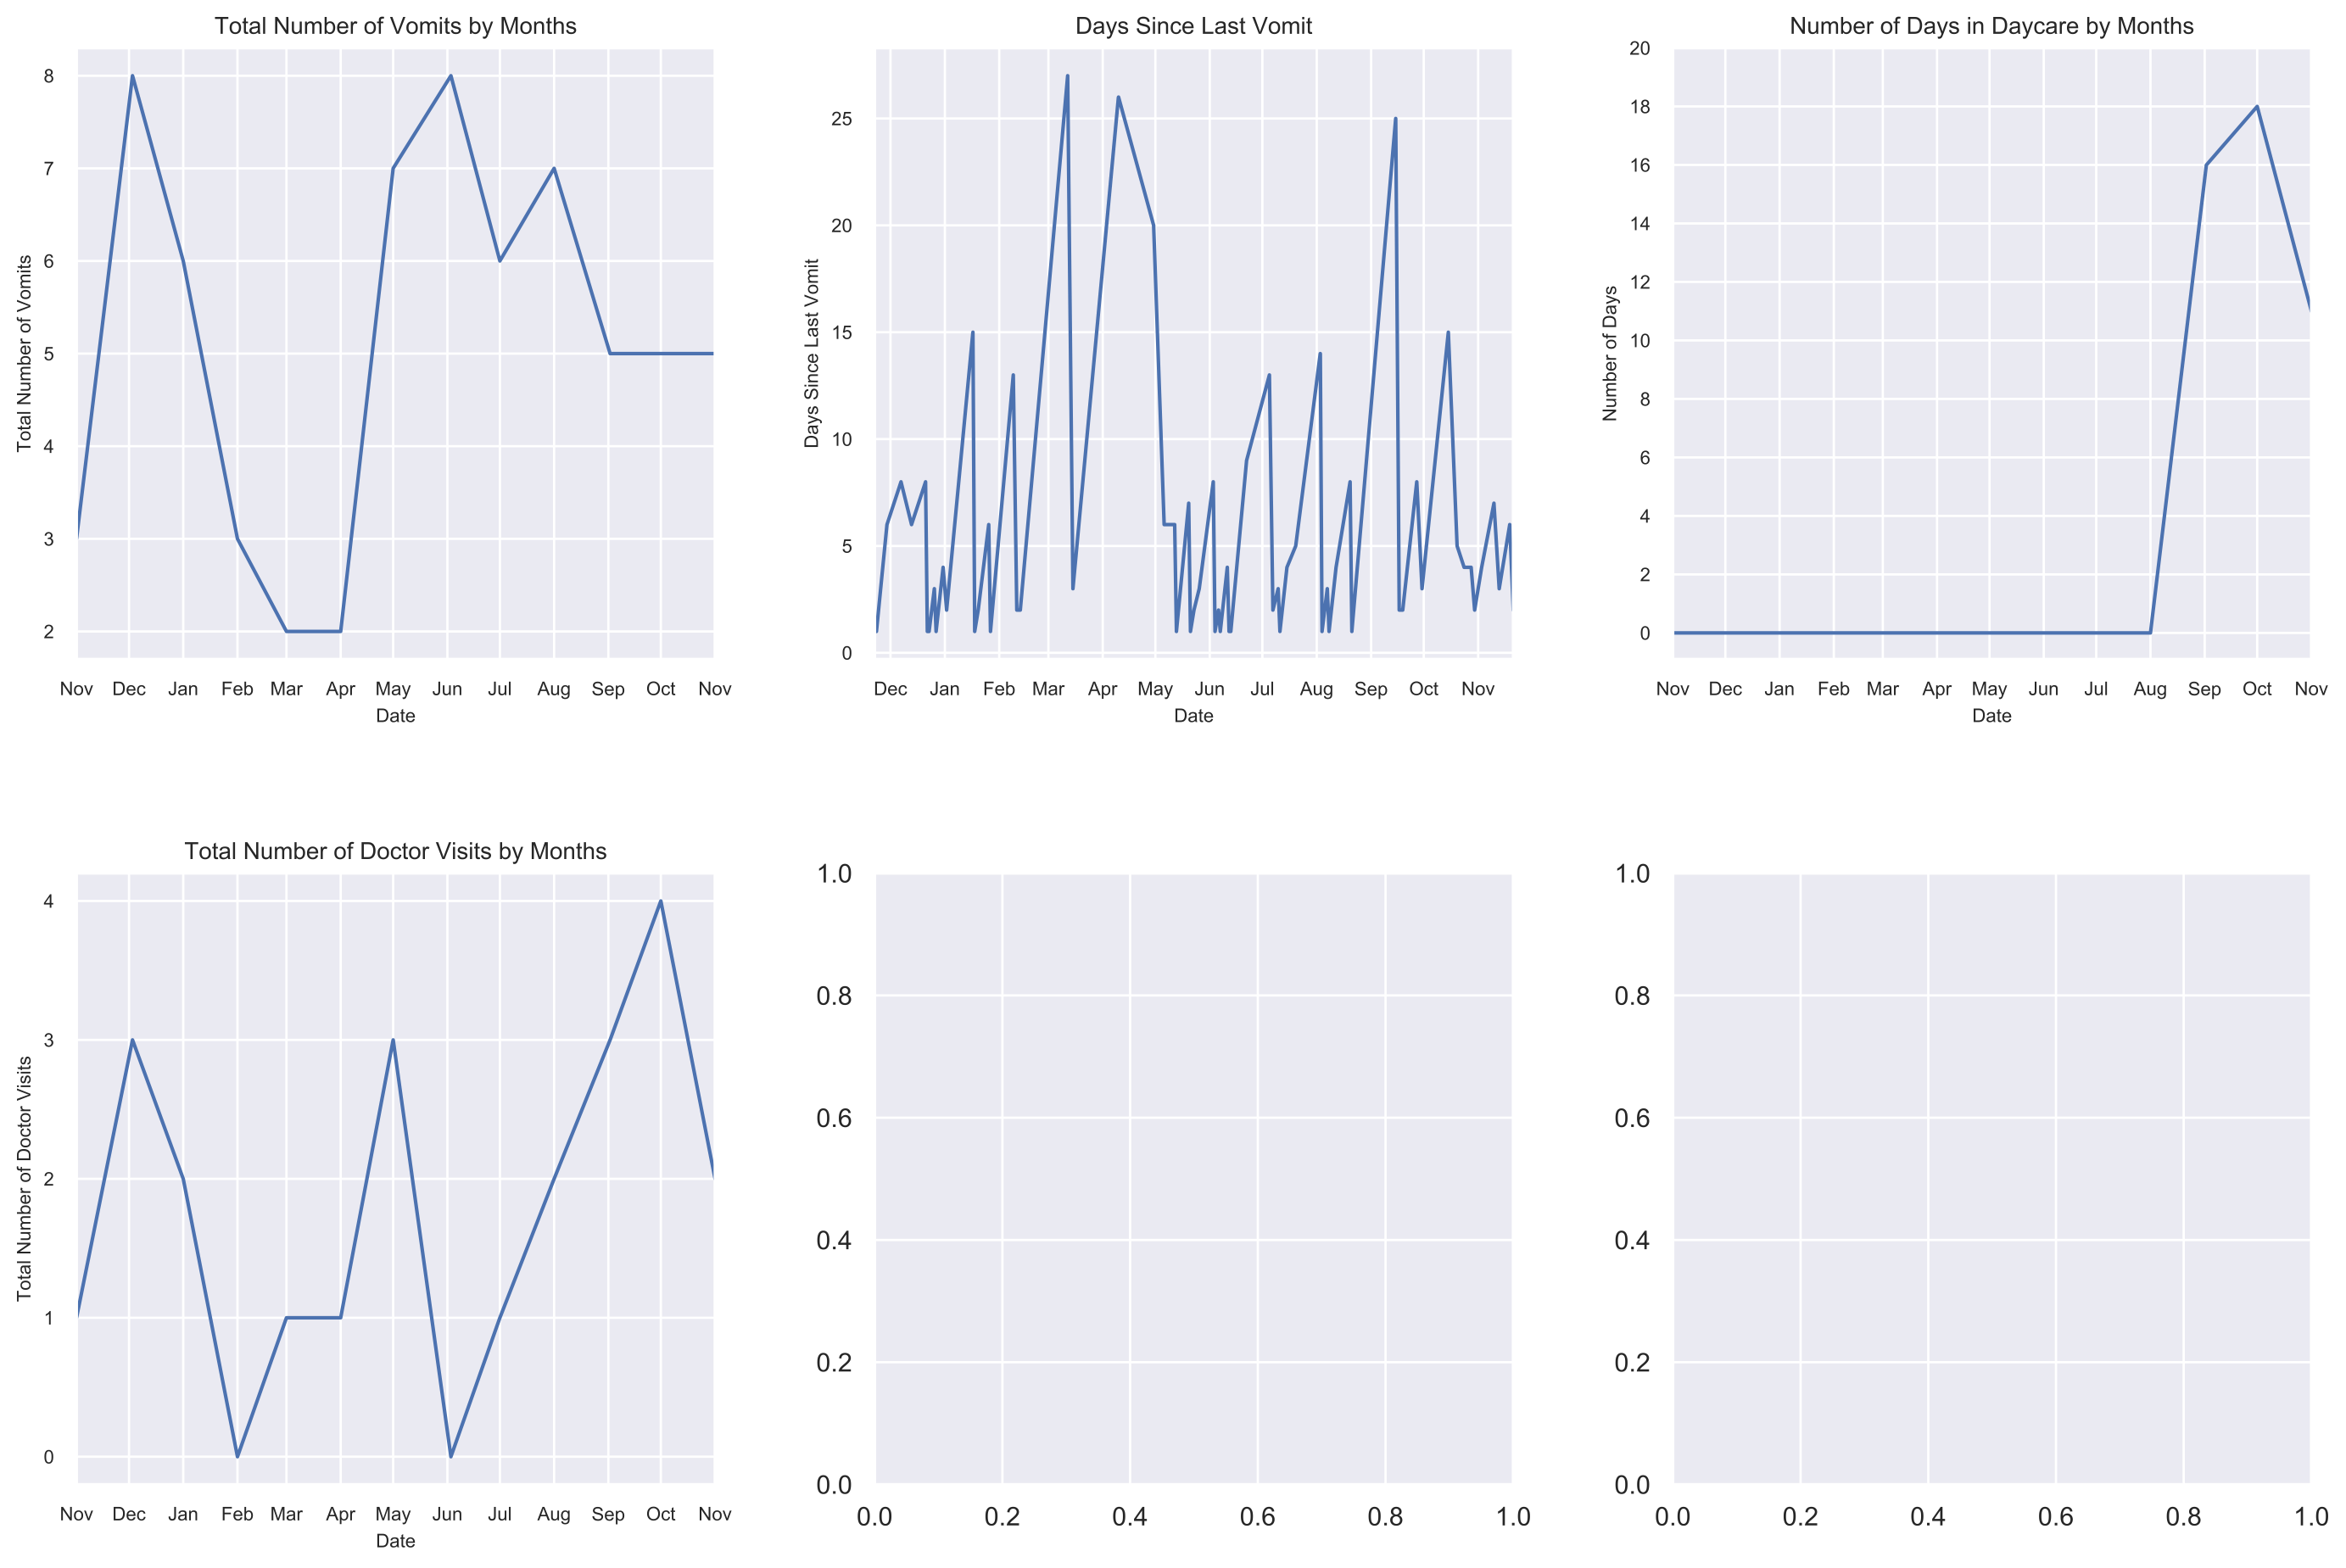 Total Number of Vomits by Months
Total Number of Vomits
8
7
6
5
4
3
2
Nov Dec Jan Feb Mar Apr May Jun Jul Aug Sep Oct Nov
Date
Days Since Last Vomit
Days Since Last Vomit
25
20
15
10
5
0
Dec Jan Feb Mar Apr May Jun Jul Aug Sep Oct Nov
Date
Number of Days in Daycare by Months
Number of Days
20
18
16
14
12
10
8
6
4
2
0
Nov Dec Jan Feb Mar Apr May Jun Jul Aug Sep Oct Nov
Date
Total Number of Doctor Visits by Months
Total Number of Doctor Visits
4
3
2
1
0
Nov Dec Jan Feb Mar Apr May Jun Jul Aug Sep Oct Nov
Date
1.0
0.8
0.6
0.4
0.2
0.0
0.0 0.2 0.4 0.6 0.8 1.0
1.0
0.8
0.6
0.4
0.2
0.0
0.0 0.2 0.4 0.6 0.8 1.0